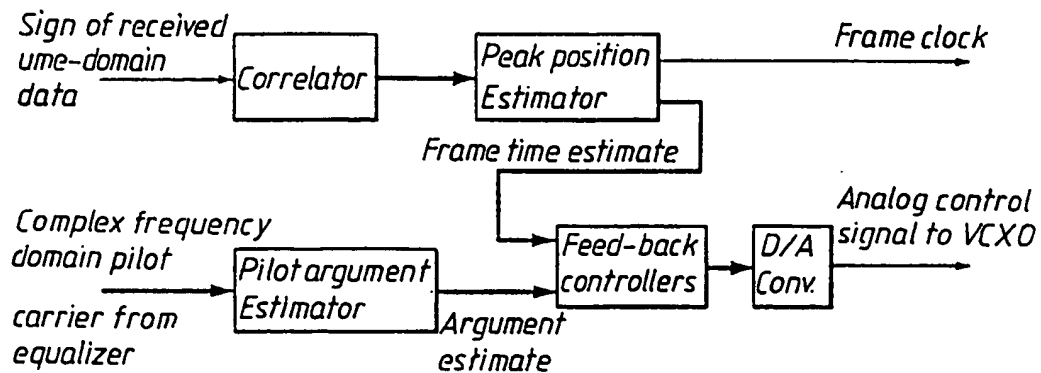 Sign of received
ume-domain
data
Correlator
Peak position
Estimator
Frame clock
Frame time estimate
Complex frequency
domain pilot
carrier from
equalizer
Pilot argument
Estimator
Argument
estimate
Feed-back
controllers
D/A
Conv.
Analog control
signal to VCXO